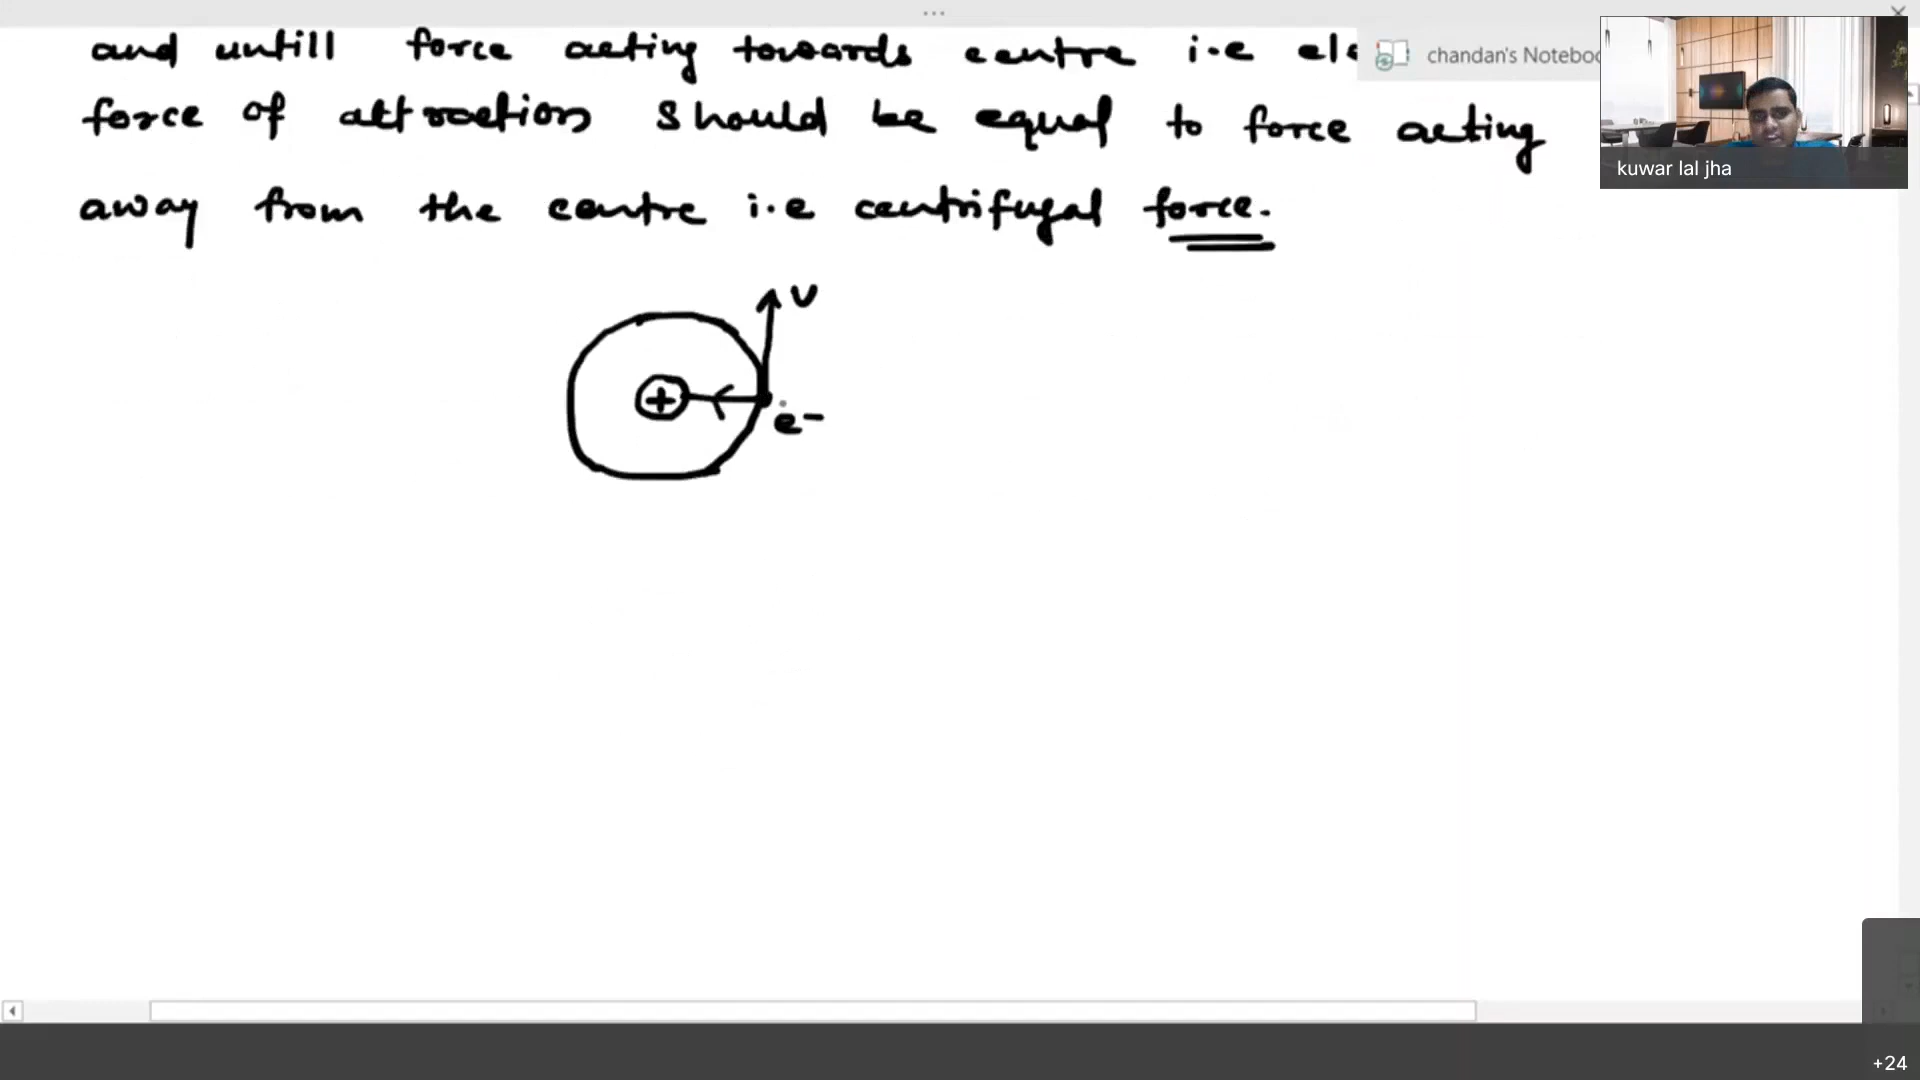 and untill force acting towards centre i.e ele
chandan's Noteboo
force of attraction should be equal to force acting
kuwar lal jha
away from the centre i.e centrifugal force.
v
+
e-
+24